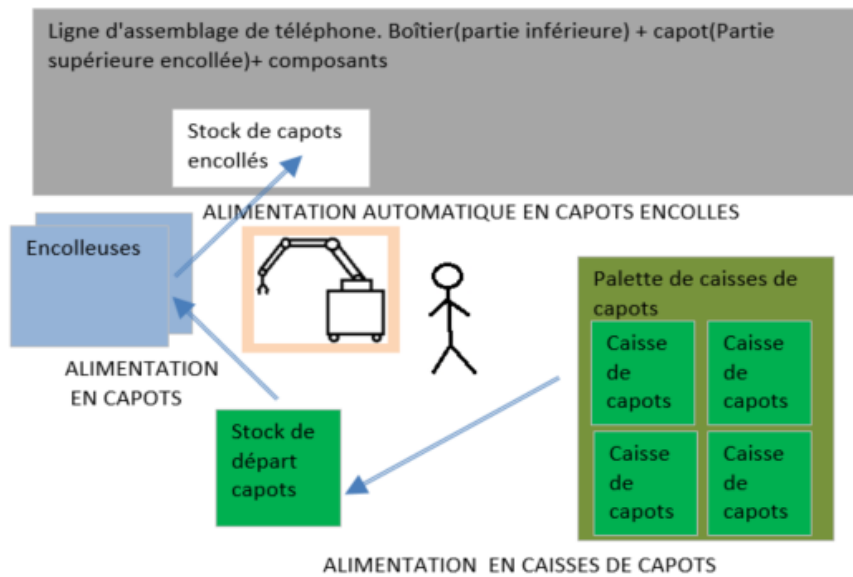 Ligne d'assemblage de téléphone. Boîtier(partie inférieure) + capot(Partie
supérieure encollée)+ composants
Stock de capots
encollés
ALIMENTATION AUTOMATIQUE EN CAPOTS ENCOLLES
Encolleuses
Palette de caisses de
capots
Caisse
de
capots
Caisse
de
capots
ALIMENTATION
EN CAPOTS
Stock de
départ
capots
Caisse
de
capots
Caisse
de
capots
ALIMENTATION EN CAISSES DE CAPOTS